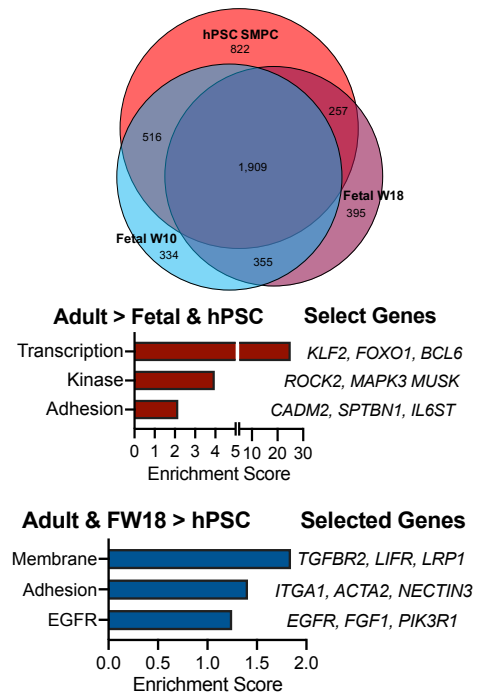 hPSC SMPC
822
257
516
1,909
Fetal W18
395
Fetal W10
334
355
Adult > Fetal & hPSC Select Genes
Transcription KLF2, FOXO1, BCL6
Kinase ROCK2, MAPK3 MUSK
Adhesion CADM2, SPTBN1, IL6ST
0 1 2 3 4 5 10 20 30
Enrichment Score
Adult & FW18 > hPSC Selected Genes
Membrane TGFBR2, LIFR, LRP1
Adhesion ITGA1, ACTA2, NECTIN3
EGFR EGFR, FGF1, PIK3R1
0.0 0.5 1.0 1.5 2.0
Enrichment Score